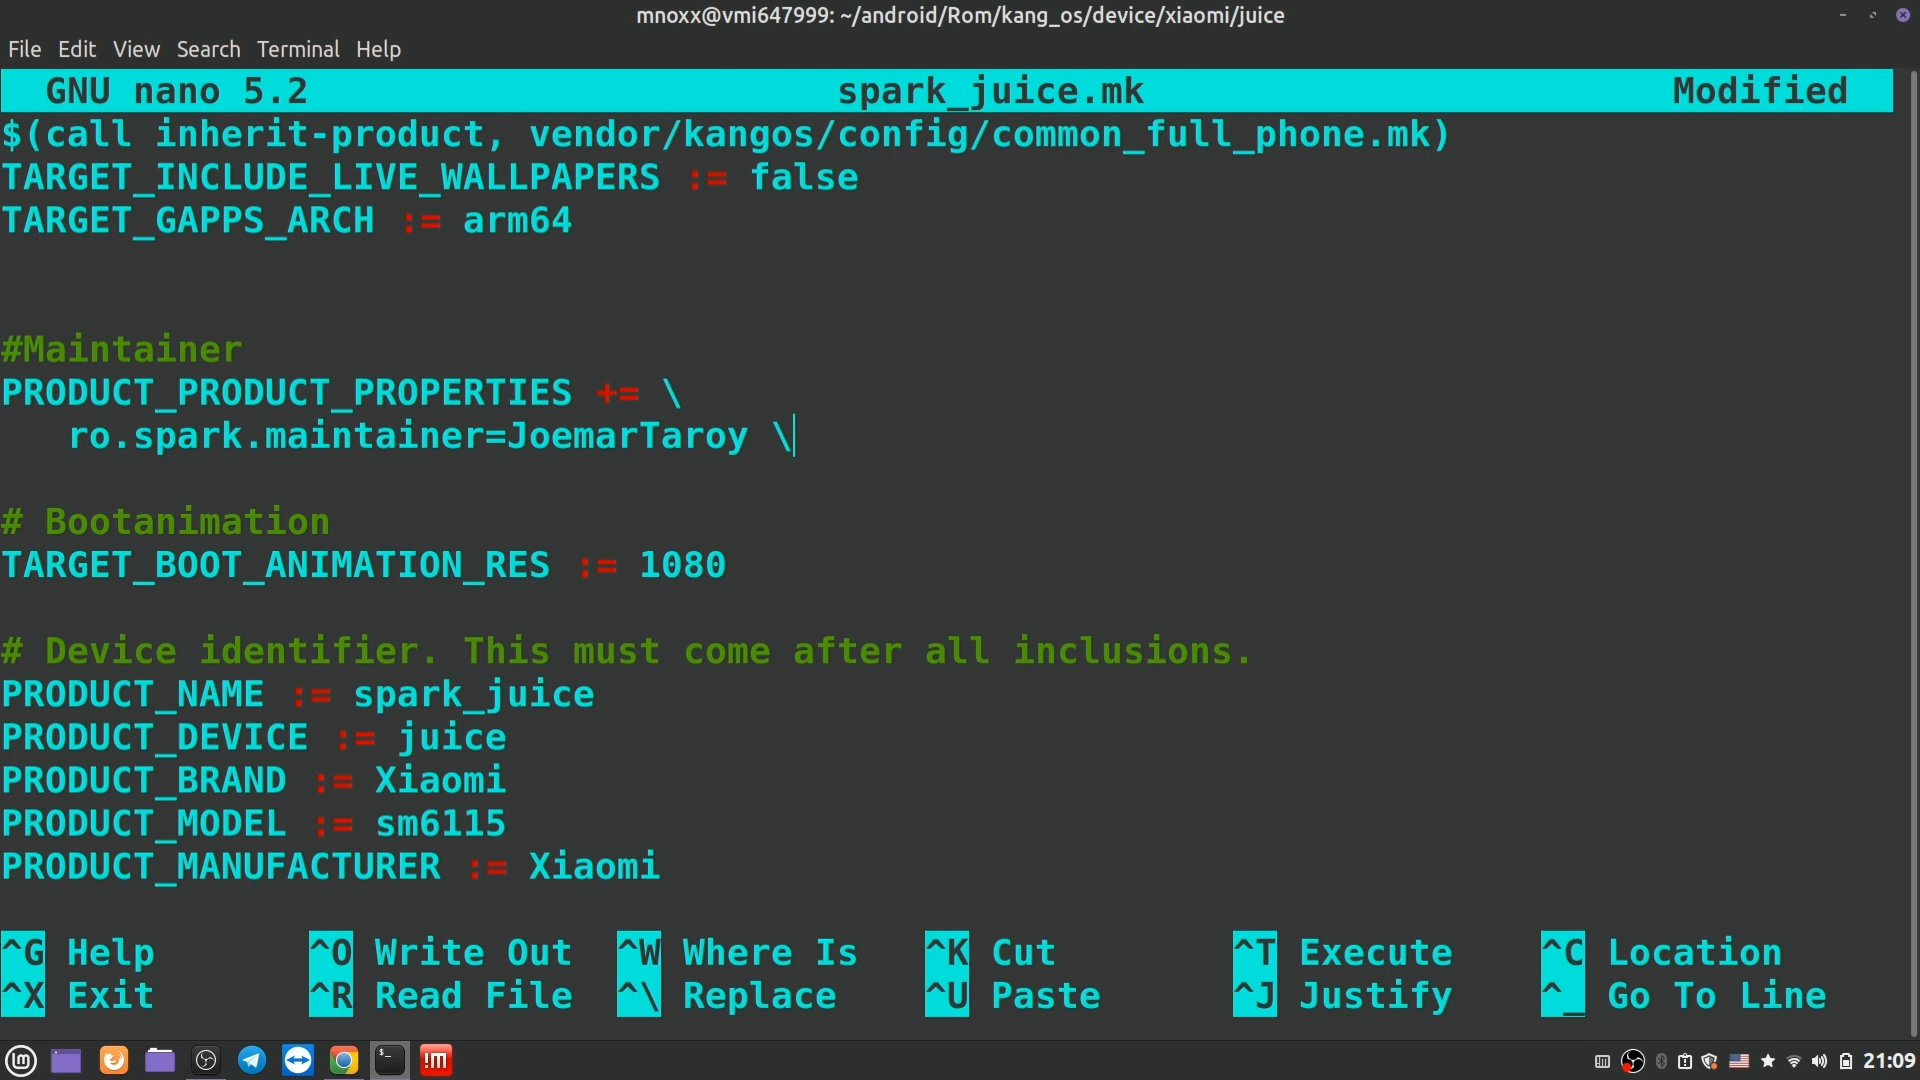 mnoxx@vmi647999: ~/android/Rom/kang_os/device/xiaomi/juice
File Edit View Search Terminal Help
GNU nano 5.2 spark_juice.mk Modified
$(call inherit-product, vendor/kangos/config/common_full_phone.mk)
TARGET_INCLUDE_LIVE_WALLPAPERS := false
TARGET_GAPPS_ARCH := arm64
#Maintainer
PRODUCT_PRODUCT_PROPERTIES += \
ro.spark.maintainer=JoemarTaroy \
# Bootanimation
TARGET_BOOT_ANIMATION_RES := 1080
# Device identifier. This must come after all inclusions.
PRODUCT_NAME := spark_juice
PRODUCT_DEVICE := juice
PRODUCT_BRAND := Xiaomi
PRODUCT_MODEL := sm6115
PRODUCT_MANUFACTURER := Xiaomi
^G Help ^O Write Out ^W Where Is ^K Cut ^T Execute ^C Location
^X Exit ^R Read File ^\ Replace ^U Paste ^J Justify ^_ Go To Line
21:09